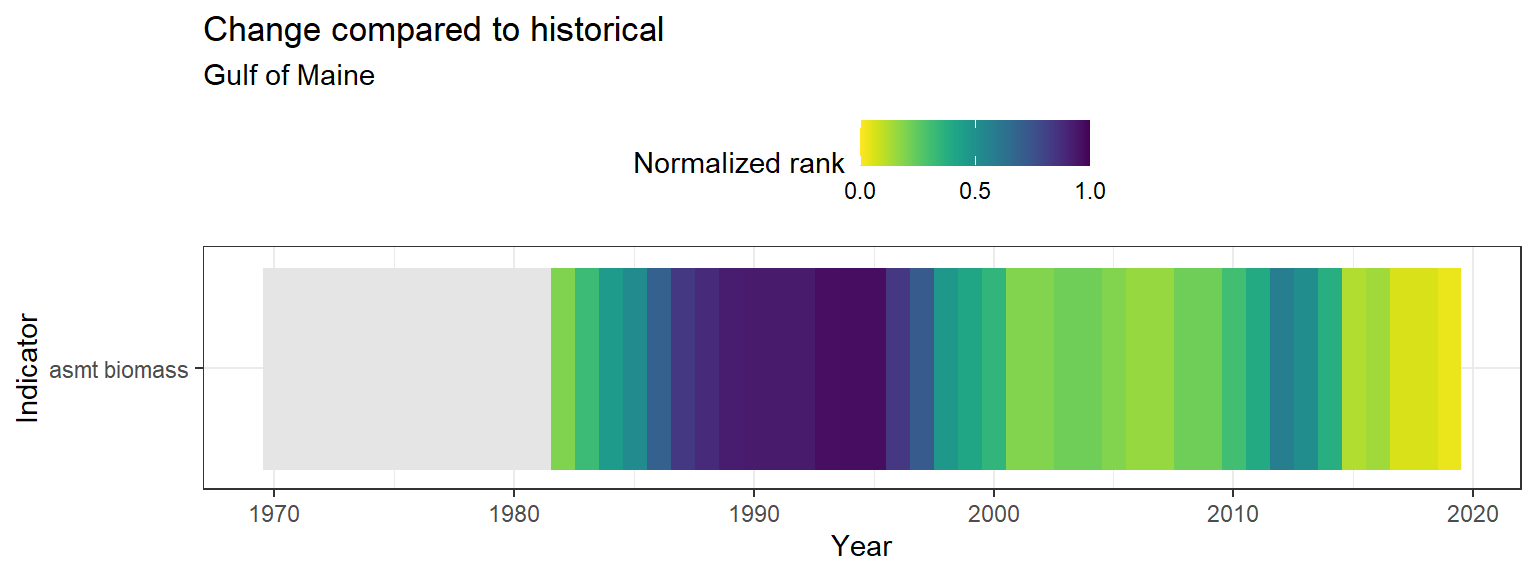 Change compared to historical
Gulf of Maine
Normalized rank
0.0 0.5 1.0
Indicator
asmt biomass
1970 1980 1990 2000 2010 2020
Year